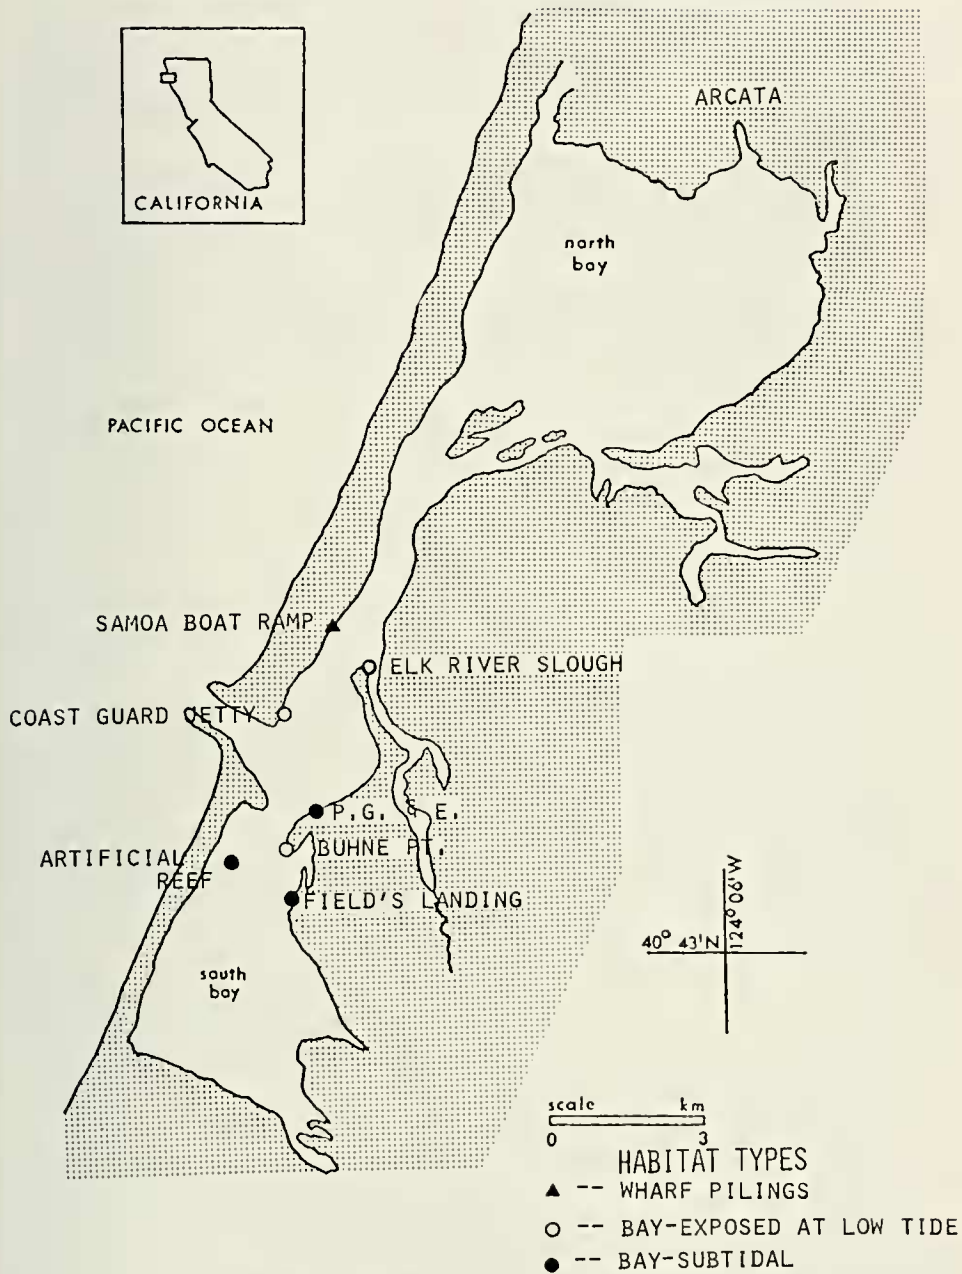 CALIFORNIA
ARCATA
north
bay
PACIFIC OCEAN
SAMOA BOAT RAMP
ELK RIVER SLOUGH
COAST GUARD JETTY
P.G. & E.
BUHNE PT.
ARTIFICIAL
REEF
FIELD'S LANDING
south
bay
40° 43'N
124° 06'W
scale km
0 3
HABITAT TYPES
-- WHARF PILINGS
-- BAY-EXPOSED AT LOW TIDE
-- BAY-SUBTIDAL